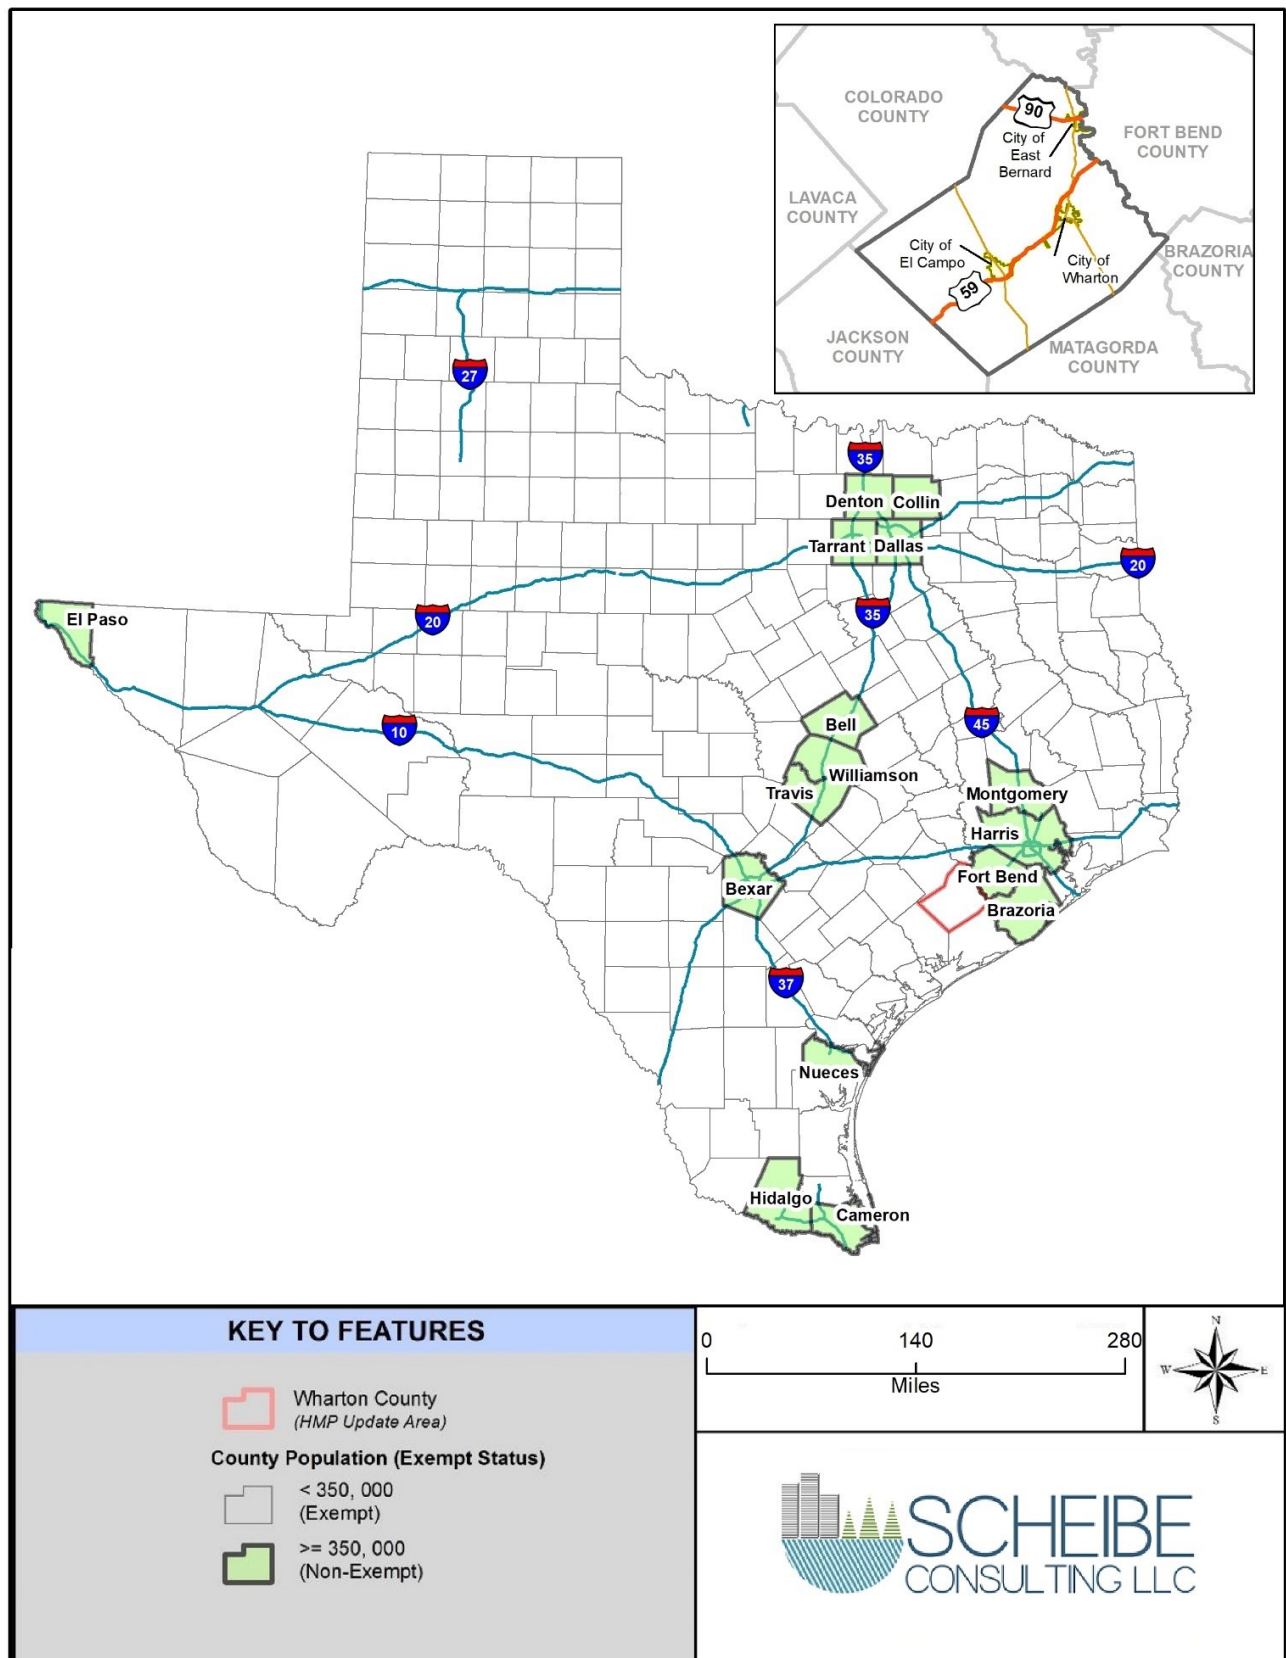 COLORADO
COUNTY
90
City of
East
Bernard
FORT BEND
COUNTY
LAVACA
COUNTY
City of
El Campo
City of
Wharton
BRAZORIA
COUNTY
59
JACKSON
COUNTY
MATAGORDA
COUNTY
27
35
Denton
Collin
Tarrant
Dallas
20
El Paso
20
35
10
Bell
45
Williamson
Travis
Montgomery
Harris
Fort Bend
Bexar
Brazoria
37
Nueces
Hidalgo
Cameron
KEY TO FEATURES
Wharton County
(HMP Update Area)
County Population (Exempt Status)
< 350, 000
(Exempt)
>= 350, 000
(Non-Exempt)
0 140 280
Miles
N
W E
S
SCHEIBE
CONSULTING LLC